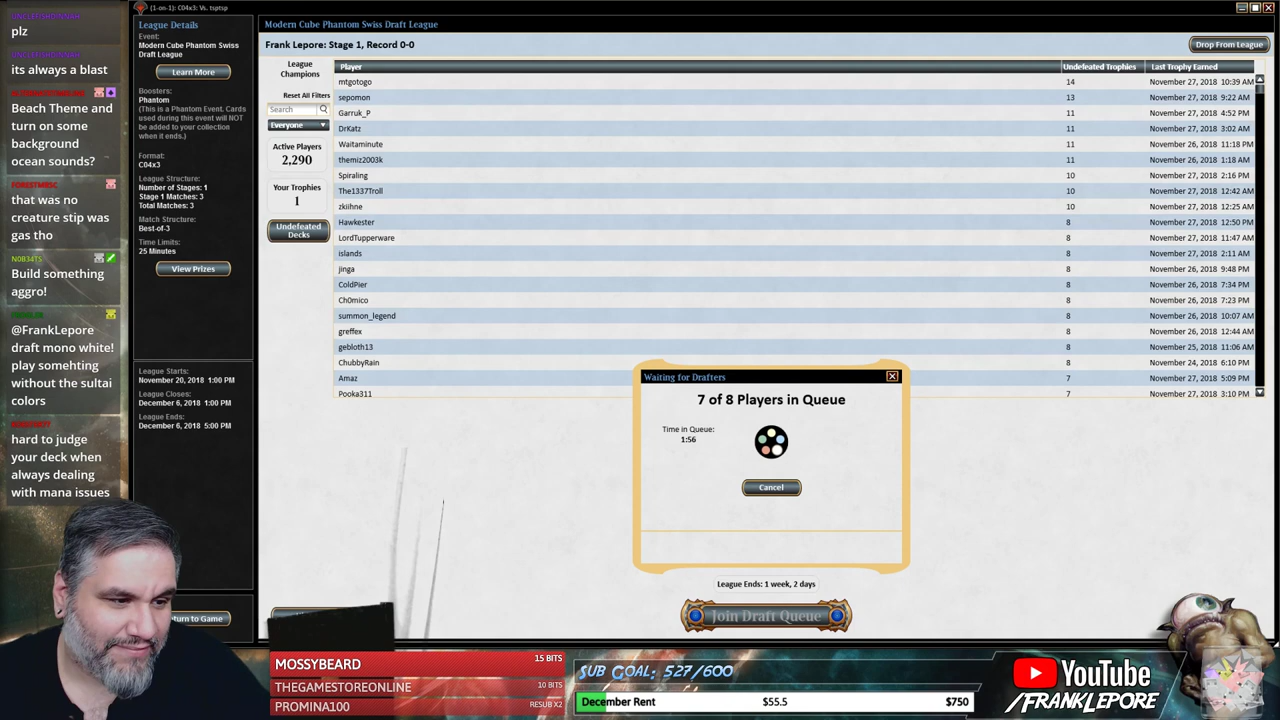 plz
its always a blast
Beach Theme and
turn on some
background
ocean sounds?
that was no
creature stip was
gas tho
N0B34TS
Build something
aggro!
@FrankLepore
draft mono white!
play somehting
without the sultai
colors
hard to judge
your deck when
always dealing
with mana issues
(1-on-1): C04x3: Vs. tsptsp
League Details
Event:
Modern Cube Phantom Swiss
Draft League
Learn More
Boosters:
Phantom
(This is a Phantom Event. Cards
used during this event will NOT
be added to your collection
when it ends.)
Format:
C04x3
League Structure:
Number of Stages: 1
Stage 1 Matches: 3
Total Matches: 3
Match Structure:
Best-of-3
Time Limits:
25 Minutes
View Prizes
League Starts:
November 20, 2018 1:00 PM
League Closes:
December 6, 2018 1:00 PM
League Ends:
December 6, 2018 5:00 PM
turn to Game
Modern Cube Phantom Swiss Draft League
Frank Lepore: Stage 1, Record 0-0
Drop From League
League
Champions
Reset All Filters
Search
Everyone
Active Players
2,290
Your Trophies
1
Undefeated
Decks
Player Undefeated Trophies Last Trophy Earned
mtgotogo 14 November 27, 2018 10:39 AM
sepomon 13 November 27, 2018 9:22 AM
Garruk_P 11 November 27, 2018 4:52 PM
DrKatz 11 November 27, 2018 3:02 AM
Waitaminute 11 November 26, 2018 11:18 PM
themiz2003k 11 November 26, 2018 1:18 AM
Spiraling 10 November 27, 2018 2:16 PM
The1337Troll 10 November 27, 2018 12:42 AM
zkiihne 10 November 27, 2018 12:25 AM
Hawkester 8 November 27, 2018 12:50 PM
LordTupperware 8 November 27, 2018 11:47 AM
islands 8 November 27, 2018 2:11 AM
jinga 8 November 26, 2018 9:48 PM
ColdPier 8 November 26, 2018 7:34 PM
Ch0mico 8 November 26, 2018 7:23 PM
summon_legend 8 November 26, 2018 10:07 AM
greffex 8 November 26, 2018 12:44 AM
gebloth13 8 November 25, 2018 11:06 AM
ChubbyRain 8 November 24, 2018 6:10 PM
Amaz 7 November 27, 2018 5:09 PM
Pooka311 7 November 27, 2018 3:10 PM
Waiting for Drafters
7 of 8 Players in Queue
Time in Queue:
1:56
Cancel
League Ends: 1 week, 2 days
Join Draft Queue
MOSSYBEARD 15 BITS
THEGAMESTOREONLINE 10 BITS
PROMINA100 RESUB X2
SUB GOAL: 527/600
December Rent $55.5 $750
YouTube
/FRANKLEPORE